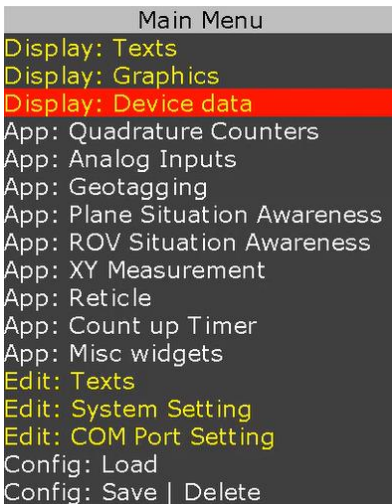 Main Menu
Display: Texts
Display: Graphics
Display: Device data
App: Quadrature Counters
App: Analog Inputs
App: Geotagging
App: Plane Situation Awareness
App: ROV Situation Awareness
App: XY Measurement
App: Reticle
App: Count up Timer
App: Misc widgets
Edit: Texts
Edit: System Setting
Edit: COM Port Setting
Config: Load
Config: Save | Delete